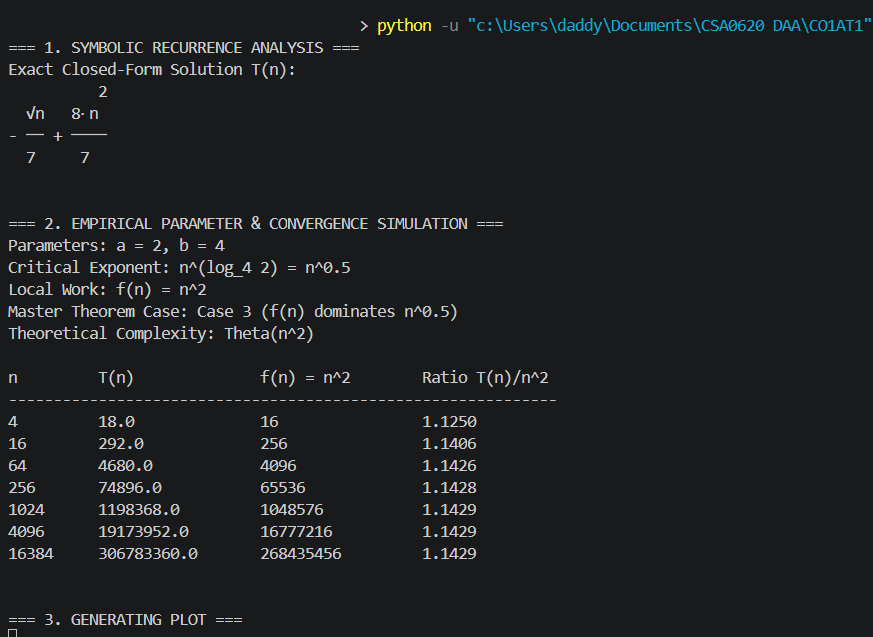 > python -u "c:\Users\daddy\Documents\CSA0620 DAA\CO1AT1"
=== 1. SYMBOLIC RECURRENCE ANALYSIS ===
Exact Closed-Form Solution T(n):
          2
  √n   8⋅n
- ── + ────
  7     7
=== 2. EMPIRICAL PARAMETER & CONVERGENCE SIMULATION ===
Parameters: a = 2, b = 4
Critical Exponent: n^(log_4 2) = n^0.5
Local Work: f(n) = n^2
Master Theorem Case: Case 3 (f(n) dominates n^0.5)
Theoretical Complexity: Theta(n^2)
n         T(n)              f(n) = n^2        Ratio T(n)/n^2
-------------------------------------------------------------
4         18.0              16                1.1250
16        292.0             256               1.1406
64        4680.0            4096              1.1426
256       74896.0           65536             1.1428
1024      1198368.0         1048576           1.1429
4096      19173952.0        16777216          1.1429
16384     306783360.0       268435456         1.1429
=== 3. GENERATING PLOT ===